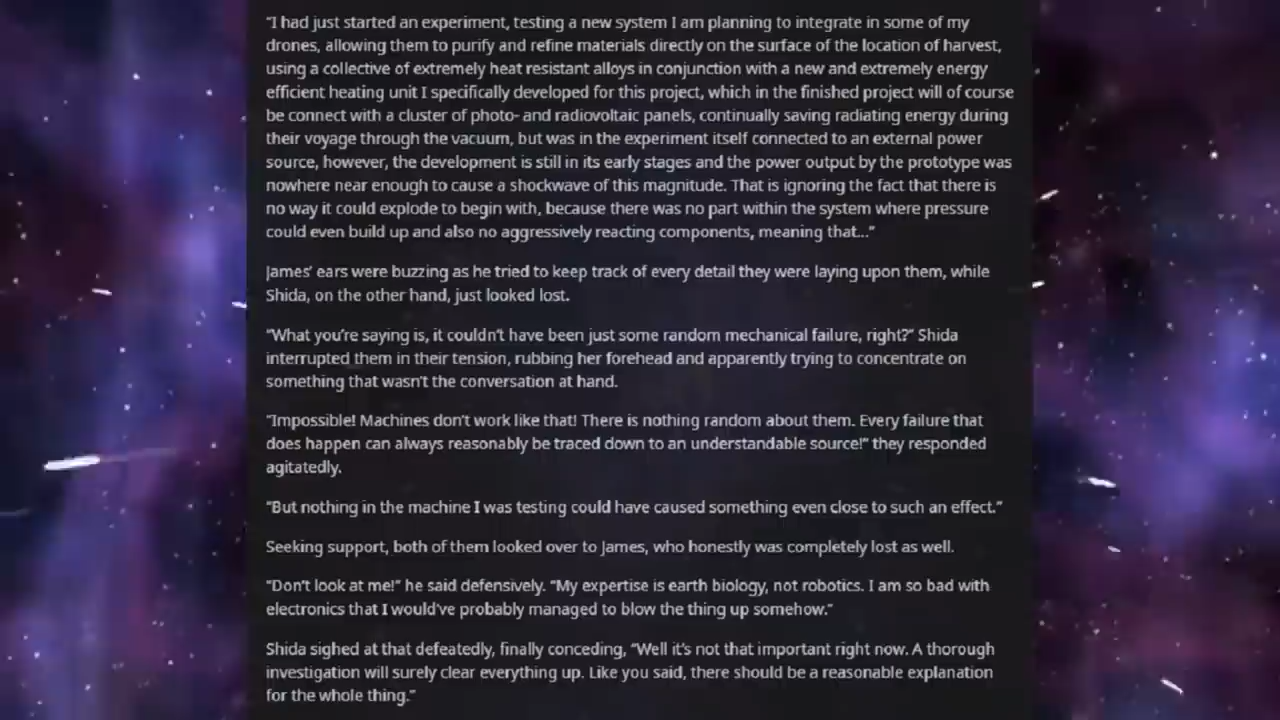 “I had just started an experiment, testing a new system I am planning to integrate in some of my
drones, allowing them to purify and refine materials directly on the surface of the location of harvest,
using a collective of extremely heat resistant alloys in conjunction with a new and extremely energy
efficient heating unit I specifically developed for this project, which in the finished project will of course
be connect with a cluster of photo- and radiovoltaic panels, continually saving radiating energy during
their voyage through the vacuum, but was in the experiment itself connected to an external power
source, however, the development is still in its early stages and the power output by the prototype was
nowhere near enough to cause a shockwave of this magnitude. That is ignoring the fact that there is
no way it could explode to begin with, because there was no part within the system where pressure
could even build up and also no aggressively reacting components, meaning that...”
James’ ears were buzzing as he tried to keep track of every detail they were laying upon them, while
Shida, on the other hand, just looked lost.
“What you’re saying is, it couldn’t have been just some random mechanical failure, right?” Shida
interrupted them in their tension, rubbing her forehead and apparently trying to concentrate on
something that wasn’t the conversation at hand.
“Impossible! Machines don’t work like that! There is nothing random about them. Every failure that
does happen can always reasonably be traced down to an understandable source!” they responded
agitatedly.
“But nothing in the machine I was testing could have caused something even close to such an effect.”
Seeking support, both of them looked over to James, who honestly was completely lost as well.
“Don’t look at me!” he said defensively. “My expertise is earth biology, not robotics. I am so bad with
electronics that I would’ve probably managed to blow the thing up somehow.”
Shida sighed at that defeatedly, finally conceding, “Well it’s not that important right now. A thorough
investigation will surely clear everything up. Like you said, there should be a reasonable explanation
for the whole thing.”